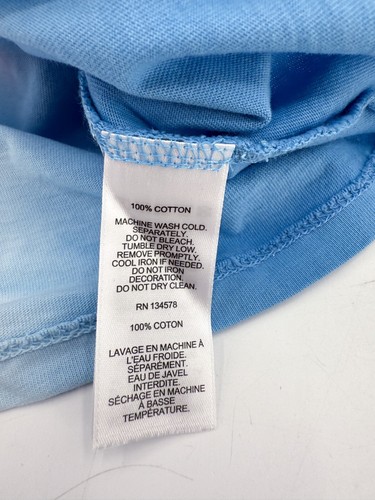 100% COTTON
MACHINE WASH COLD.
SEPARATELY.
DO NOT BLEACH.
TUMBLE DRY LOW.
REMOVE PROMPTLY.
COOL IRON IF NEEDED.
DO NOT IRON
DECORATION.
DO NOT DRY CLEAN.
RN 134578
100% COTON
LAVAGE EN MACHINE À
L'EAU FROIDE.
SÉPARÉMENT.
EAU DE JAVEL
INTERDITE.
SÉCHAGE EN MACHINE
À BASSE
TEMPÉRATURE.